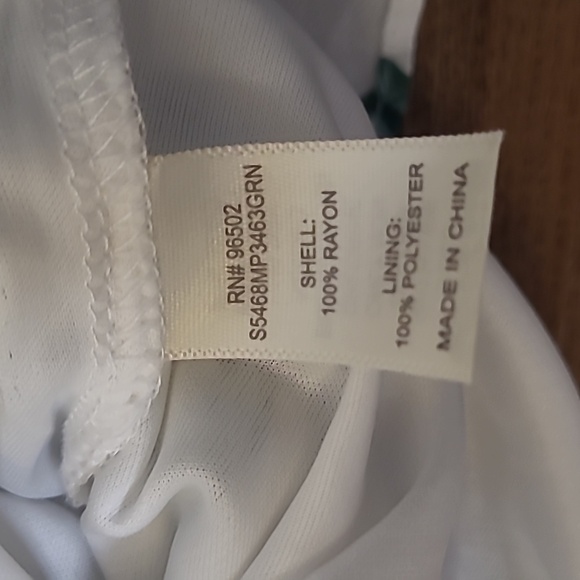 RN# 96502
S5468MP3463GRN
SHELL:
100% RAYON
LINING:
100% POLYESTER
MADE IN CHINA